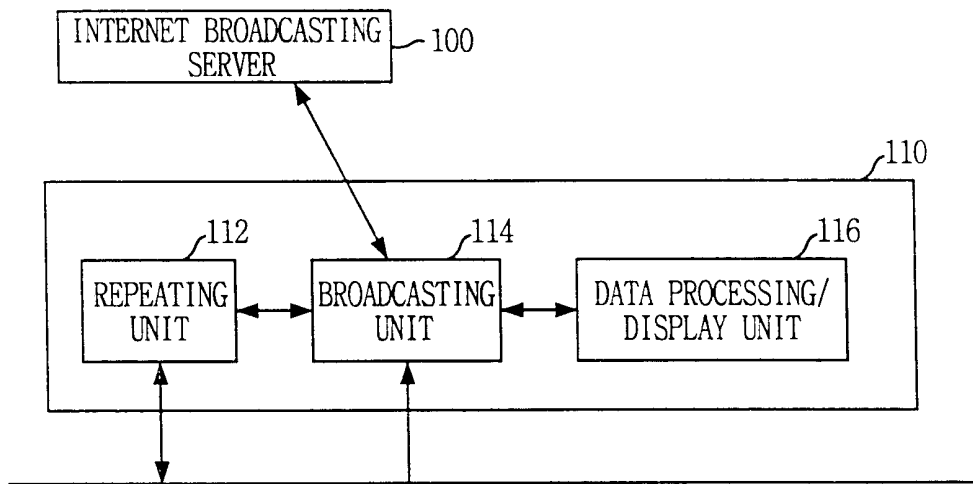 INTERNET BROADCASTING
SERVER
100
110
112
114
116
REPEATING
UNIT
BROADCASTING
UNIT
DATA PROCESSING/
DISPLAY UNIT